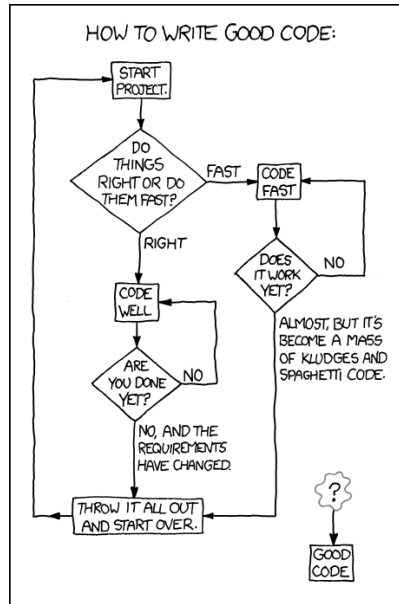 HOW TO WRITE GOOD CODE:
START
PROJECT.
DO
THINGS
RIGHT OR DO
THEM FAST?
FAST
CODE
FAST
RIGHT
DOES
IT WORK
YET?
NO
CODE
WELL
ALMOST, BUT IT'S
BECOME A MASS
OF KLUDGES AND
SPAGHETTI CODE.
ARE
YOU DONE
YET?
NO
NO, AND THE
REQUIREMENTS
HAVE CHANGED.
THROW IT ALL OUT
AND START OVER.
?
GOOD
CODE